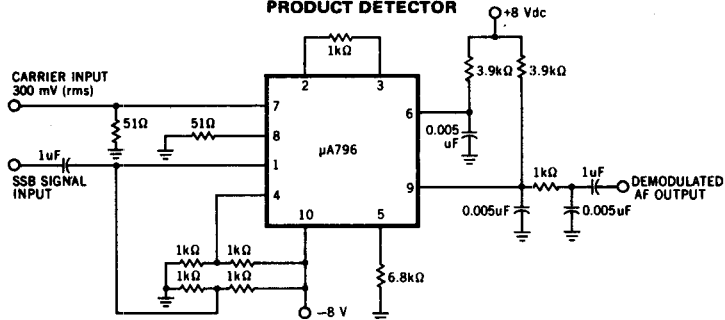 PRODUCT DETECTOR
+8 Vdc
1kΩ
3.9kΩ 3.9kΩ
CARRIER INPUT
300 mV (rms)
2 3
7
51Ω
51Ω
8
6
0.005
uF
μA796
1uF
1
SSB SIGNAL
INPUT
4
9
1kΩ
1uF
DEMODULATED
AF OUTPUT
0.005uF
0.005uF
10 5
1kΩ 1kΩ
1kΩ 1kΩ
6.8kΩ
−8 V